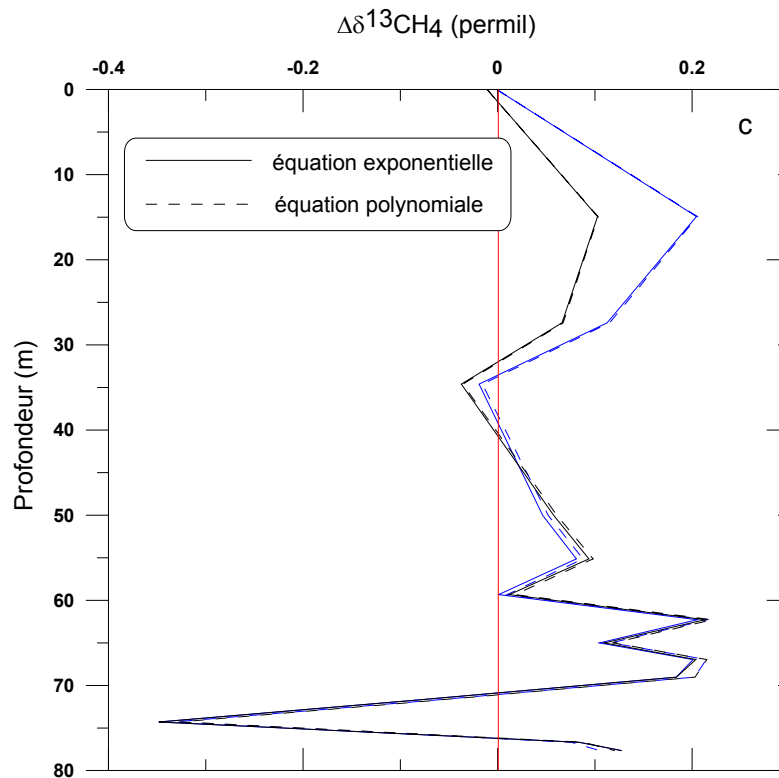 Δδ13CH4 (permil)
-0.4 -0.2 0 0.2
0
c
10
équation exponentielle
équation polynomiale
20
30
40
50
60
70
80
Profondeur (m)